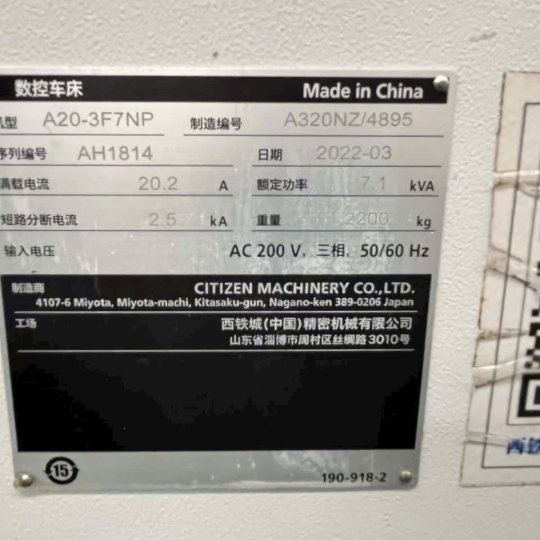 数控车床 Made in China
机型 A20-3F7NP 制造编号 A320NZ/4895
序列编号 AH1814 日期 2022-03
满载电流 20.2 A 额定功率 7.1 kVA
短路分断电流 2.5 kA 重量 2200 kg
输入电压 AC 200 V, 三相, 50/60 Hz
制造商 CITIZEN MACHINERY CO.,LTD.
4107-6 Miyota, Miyota-machi, Kitasaku-gun, Nagano-ken 389-0206 Japan
工场 西铁城(中国)精密机械有限公司
山东省淄博市周村区丝绸路3010号
15
190-918-2
西铁